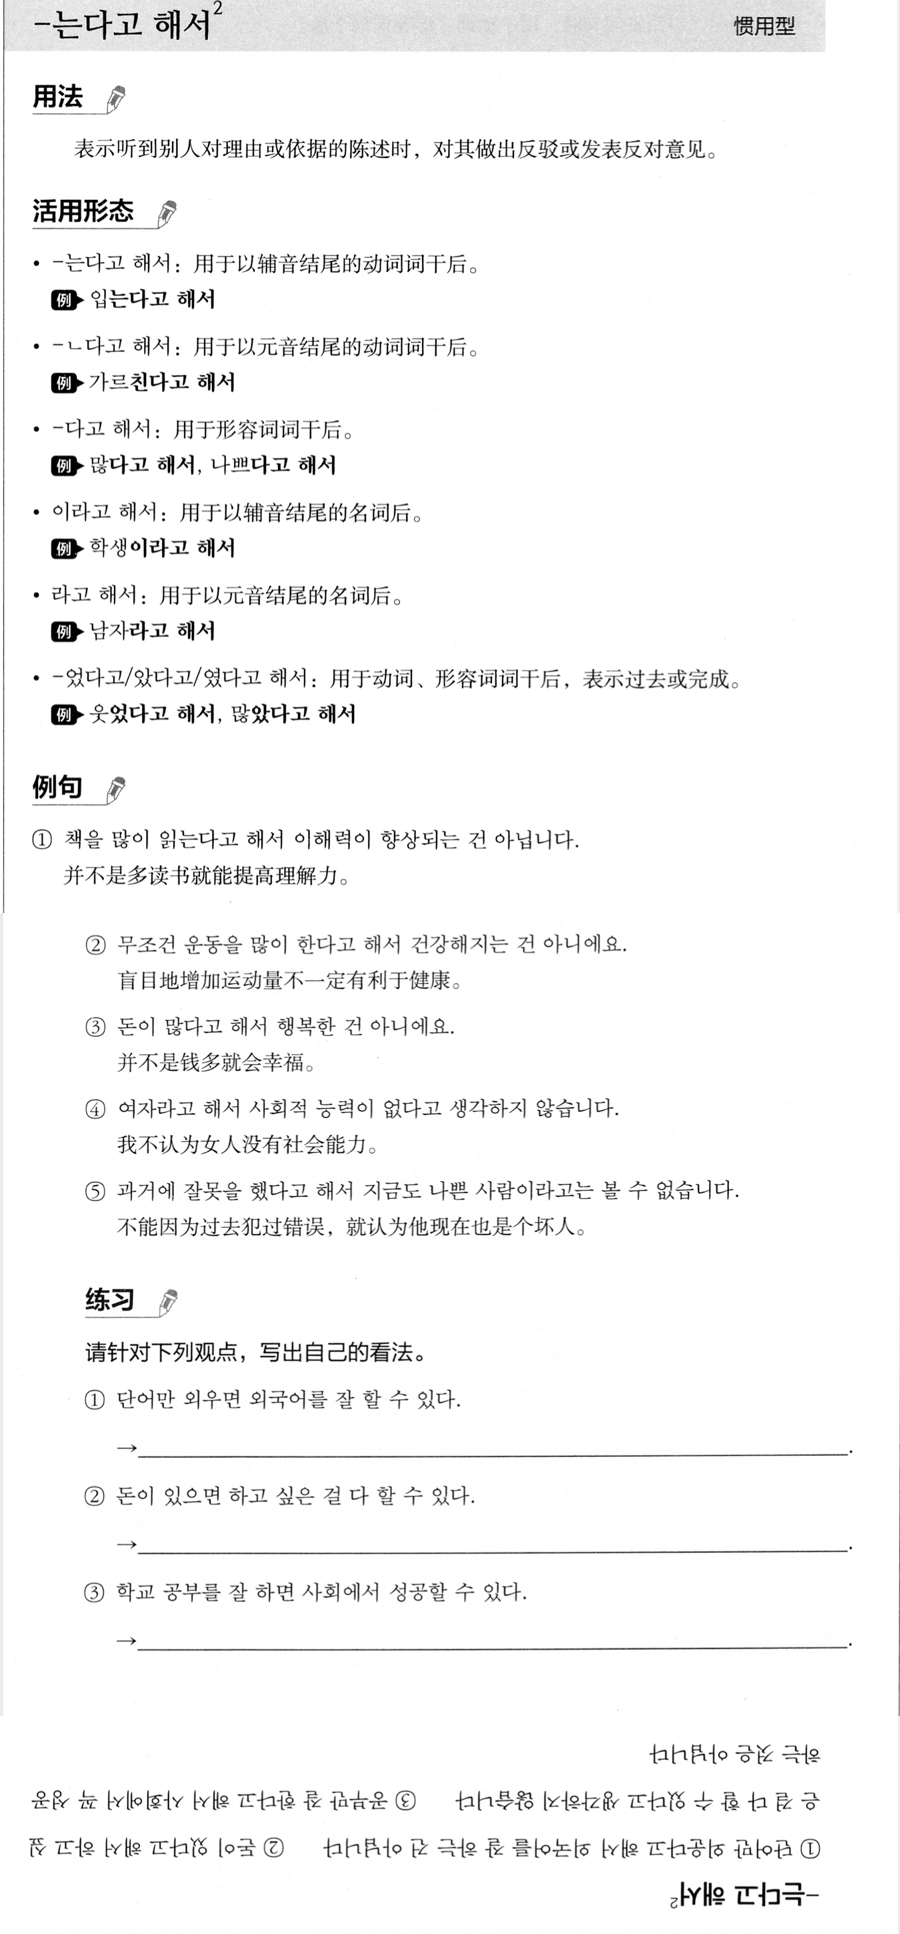 -는다고 해서2 惯用型
用法
表示听到别人对理由或依据的陈述时，对其做出反驳或发表反对意见。
活用形态
• -는다고 해서：用于以辅音结尾的动词词干后。
例 입는다고 해서
• -ㄴ다고 해서：用于以元音结尾的动词词干后。
例 가르친다고 해서
• -다고 해서：用于形容词词干后。
例 많다고 해서, 나쁘다고 해서
• 이라고 해서：用于以辅音结尾的名词后。
例 학생이라고 해서
• 라고 해서：用于以元音结尾的名词后。
例 남자라고 해서
• -었다고/았다고/였다고 해서：用于动词、形容词词干后，表示过去或完成。
例 웃었다고 해서, 많았다고 해서
例句
① 책을 많이 읽는다고 해서 이해력이 향상되는 건 아닙니다.
并不是多读书就能提高理解力。
② 무조건 운동을 많이 한다고 해서 건강해지는 건 아니에요.
盲目地增加运动量不一定有利于健康。
③ 돈이 많다고 해서 행복한 건 아니에요.
并不是钱多就会幸福。
④ 여자라고 해서 사회적 능력이 없다고 생각하지 않습니다.
我不认为女人没有社会能力。
⑤ 과거에 잘못을 했다고 해서 지금도 나쁜 사람이라고는 볼 수 없습니다.
不能因为过去犯过错误，就认为他现在也是个坏人。
练习
请针对下列观点，写出自己的看法。
① 단어만 외우면 외국어를 잘 할 수 있다.
→ .
② 돈이 있으면 하고 싶은 걸 다 할 수 있다.
→ .
③ 학교 공부를 잘 하면 사회에서 성공할 수 있다.
→ .
-는다고 해서2
① 단어만 외운다고 해서 외국어를 잘 하는 건 아닙니다 ② 돈이 있다고 해서 하고 싶
은 걸 다 할 수 있다고 생각하지 않습니다 ③ 공부만 잘 한다고 해서 사회에서 꼭 성공
하는 것은 아닙니다